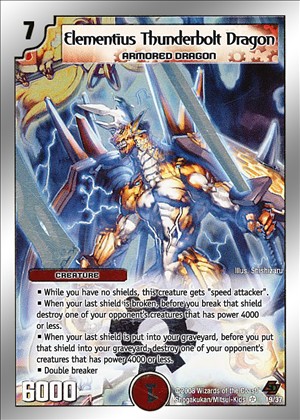 7
Elementius Thunderbolt Dragon
ARMORED DRAGON
Illus. Shishizaru
CREATURE
■ While you have no shields, this creature gets "speed attacker".
■ When your last shield is broken, before you break that shield
destroy one of your opponent's creatures that has power 4000
or less.
■ When your last shield is put into your graveyard, before you put
that shield into your graveyard, destroy one of your opponent's
creatures that has power 4000 or less.
■ Double breaker
6000
Wizards of the Coast
Shogakukan/Mitsui-Kids
19/37